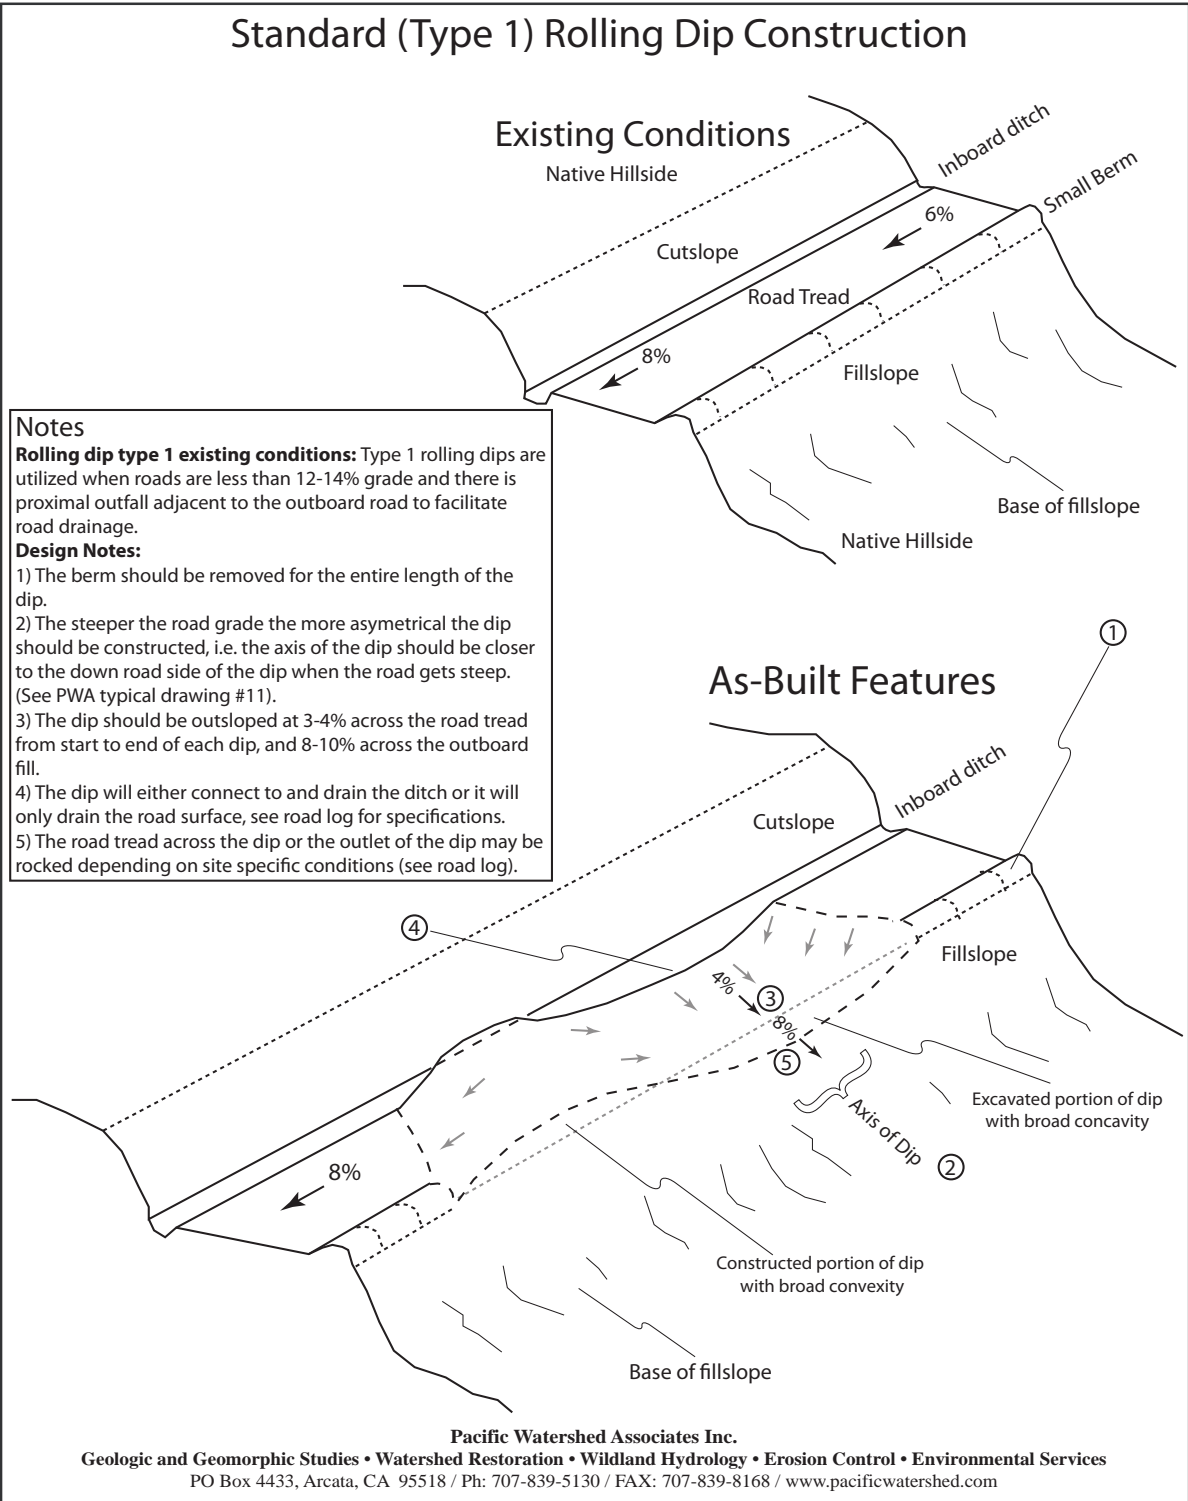 Standard (Type 1) Rolling Dip Construction
Existing Conditions
Native Hillside
Inboard ditch
Small Berm
6%
Cutslope
Road Tread
8%
Fillslope
Base of fillslope
Native Hillside
Notes
Rolling dip type 1 existing conditions: Type 1 rolling dips are
utilized when roads are less than 12-14% grade and there is
proximal outfall adjacent to the outboard road to facilitate
road drainage.
Design Notes:
1) The berm should be removed for the entire length of the
dip.
2) The steeper the road grade the more asymetrical the dip
should be constructed, i.e. the axis of the dip should be closer
to the down road side of the dip when the road gets steep.
(See PWA typical drawing #11).
3) The dip should be outsloped at 3-4% across the road tread
from start to end of each dip, and 8-10% across the outboard
fill.
4) The dip will either connect to and drain the ditch or it will
only drain the road surface, see road log for specifications.
5) The road tread across the dip or the outlet of the dip may be
rocked depending on site specific conditions (see road log).
As-Built Features
1
Inboard ditch
Cutslope
4
Fillslope
4%
3
8%
5
Excavated portion of dip
with broad concavity
Axis of Dip
2
8%
Constructed portion of dip
with broad convexity
Base of fillslope
Pacific Watershed Associates Inc.
Geologic and Geomorphic Studies • Watershed Restoration • Wildland Hydrology • Erosion Control • Environmental Services
PO Box 4433, Arcata, CA 95518 / Ph: 707-839-5130 / FAX: 707-839-8168 / www.pacificwatershed.com